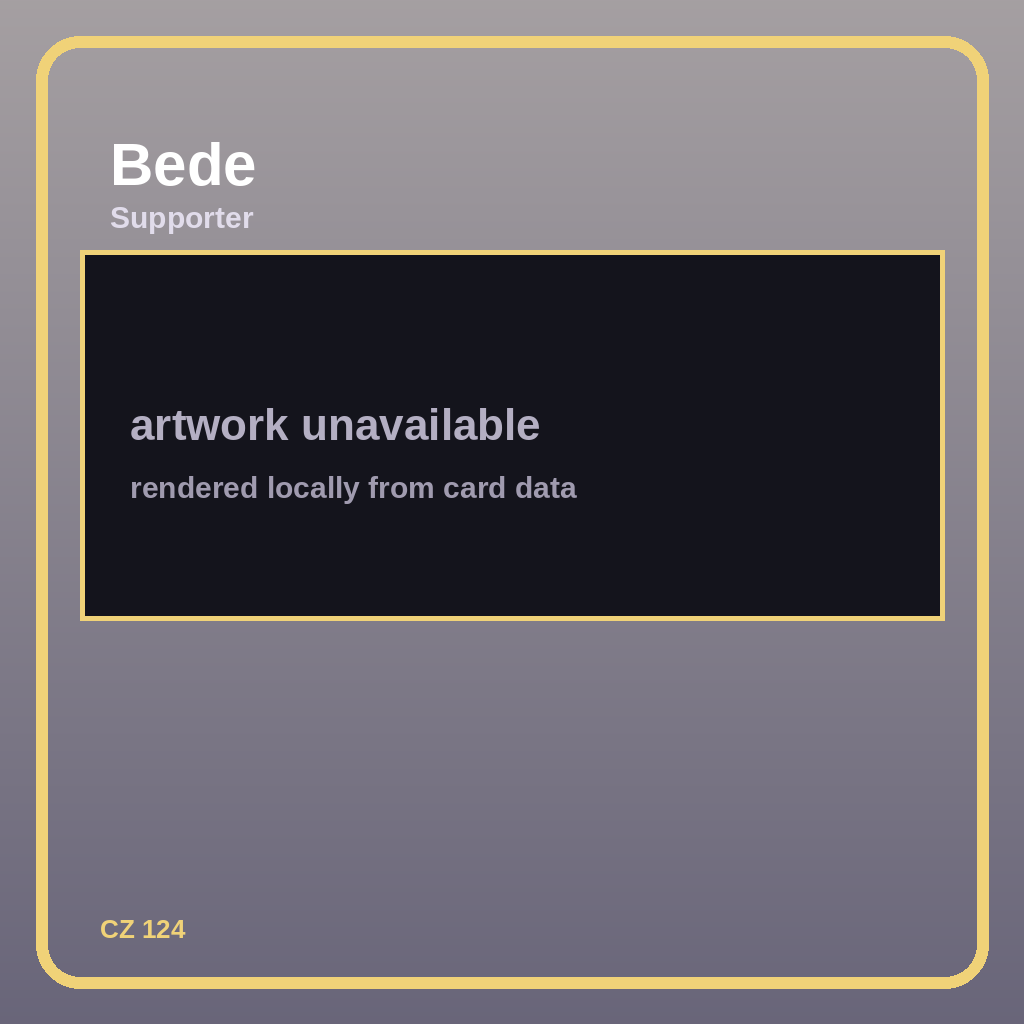 Bede
Supporter
artwork unavailable
rendered locally from card data
CZ 124